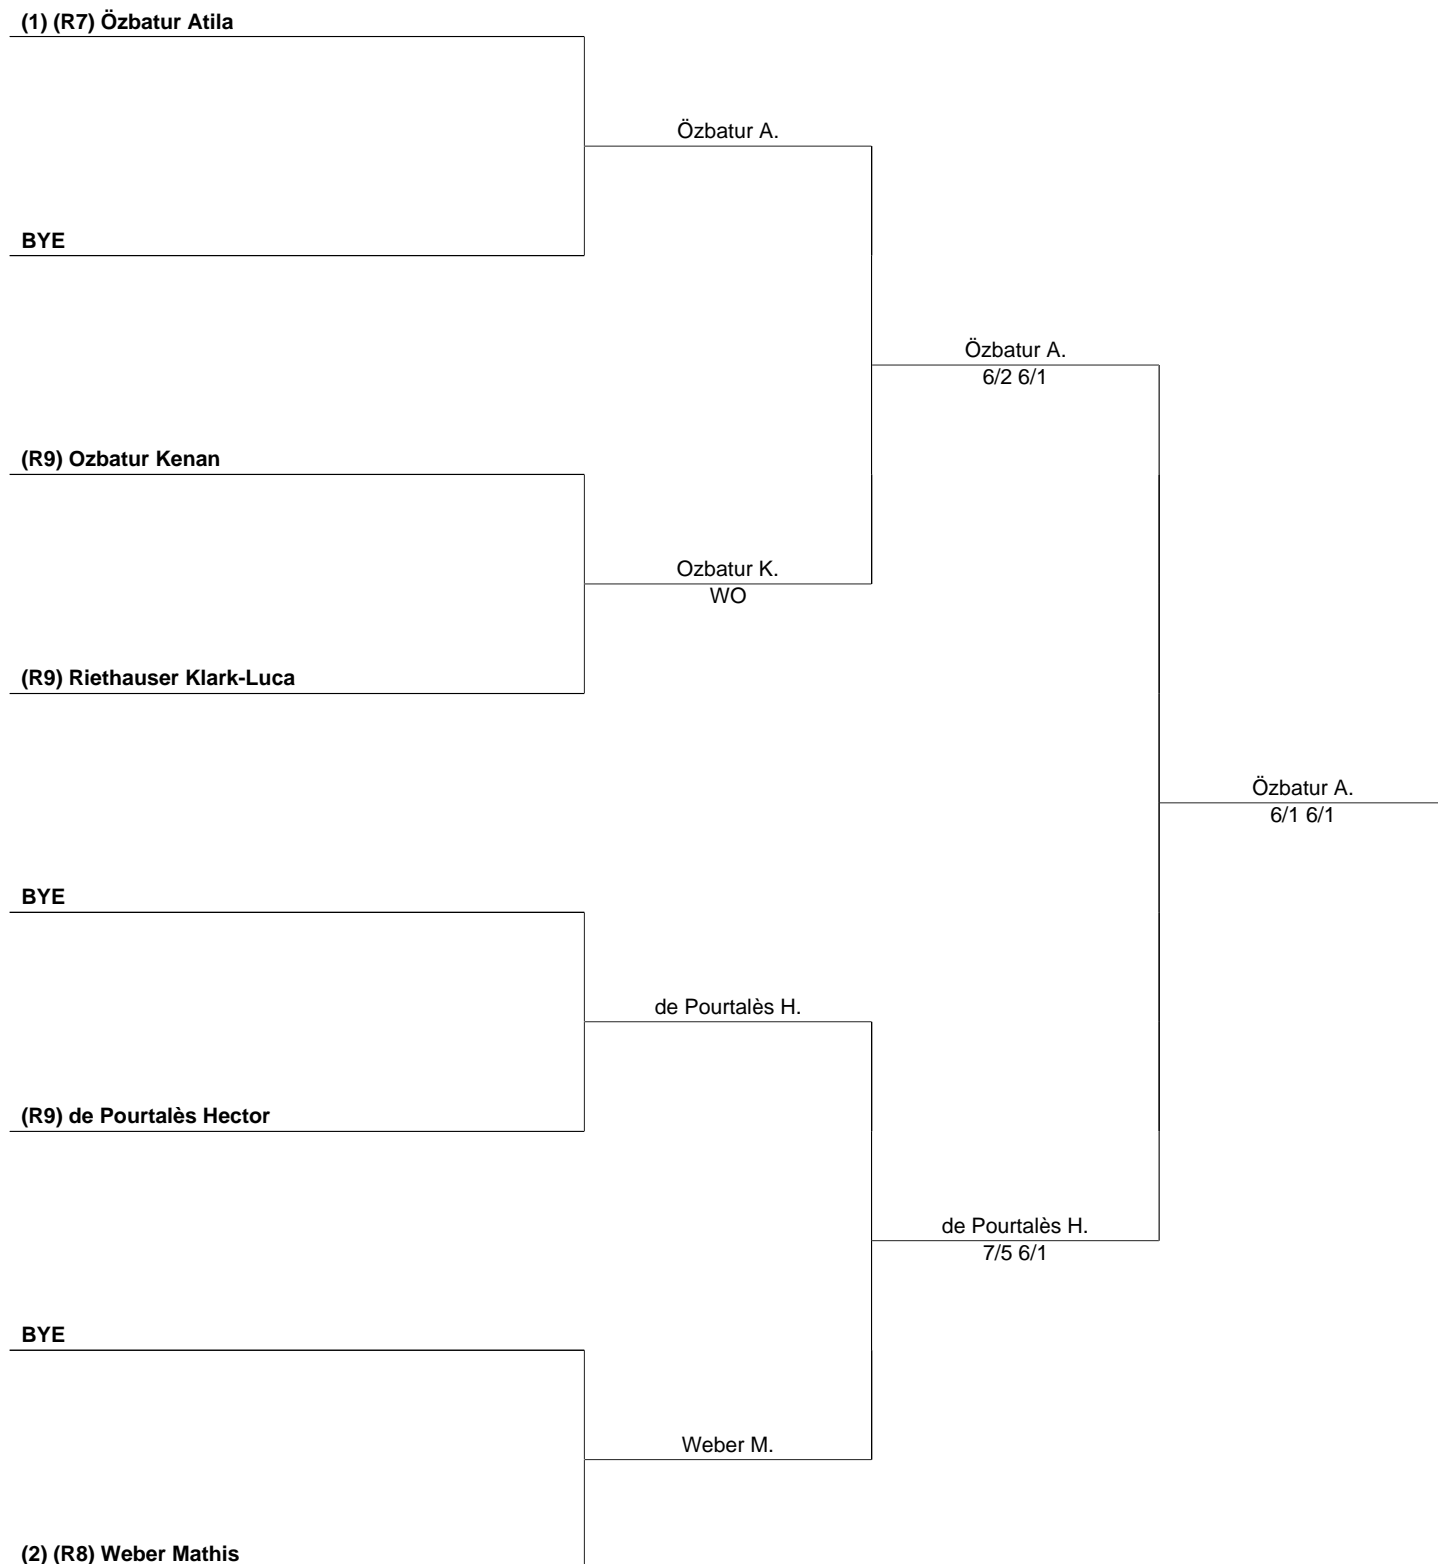 (1) (R7) Özbatur Atila
Özbatur A.
BYE
Özbatur A.
6/2 6/1
(R9) Ozbatur Kenan
Ozbatur K.
WO
(R9) Riethauser Klark-Luca
Özbatur A.
6/1 6/1
BYE
de Pourtalès H.
(R9) de Pourtalès Hector
de Pourtalès H.
7/5 6/1
BYE
Weber M.
(2) (R8) Weber Mathis